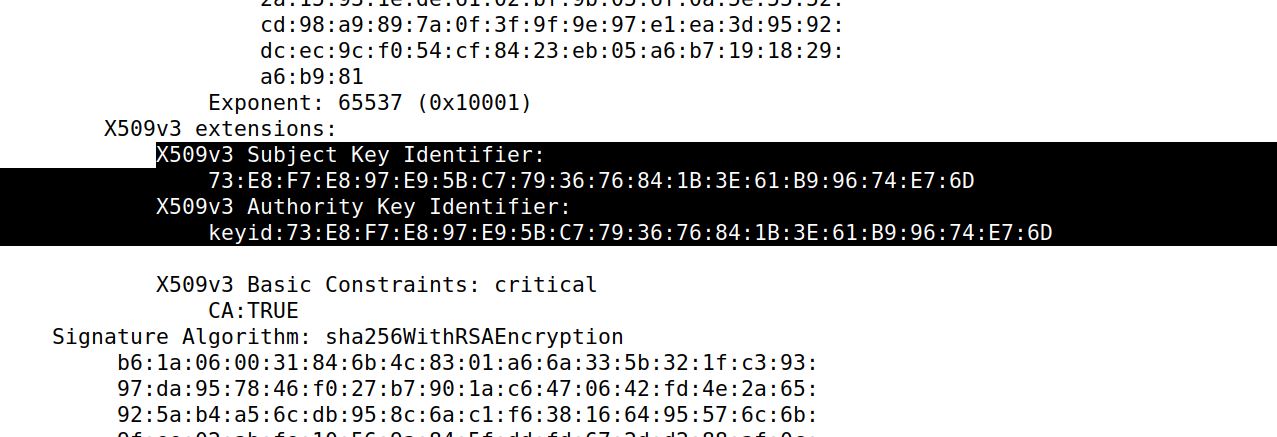 cd:98:a9:89:7a:0f:3f:9f:9e:97:e1:ea:3d:95:92:
dc:ec:9c:f0:54:cf:84:23:eb:05:a6:b7:19:18:29:
a6:b9:81
Exponent: 65537 (0x10001)
X509v3 extensions:
X509v3 Subject Key Identifier:
73:E8:F7:E8:97:E9:5B:C7:79:36:76:84:1B:3E:61:B9:96:74:E7:6D
X509v3 Authority Key Identifier:
keyid:73:E8:F7:E8:97:E9:5B:C7:79:36:76:84:1B:3E:61:B9:96:74:E7:6D
X509v3 Basic Constraints: critical
CA:TRUE
Signature Algorithm: sha256WithRSAEncryption
b6:1a:06:00:31:84:6b:4c:83:01:a6:6a:33:5b:32:1f:c3:93:
97:da:95:78:46:f0:27:b7:90:1a:c6:47:06:42:fd:4e:2a:65:
92:5a:b4:a5:6c:db:95:8c:6a:c1:f6:38:16:64:95:57:6c:6b: